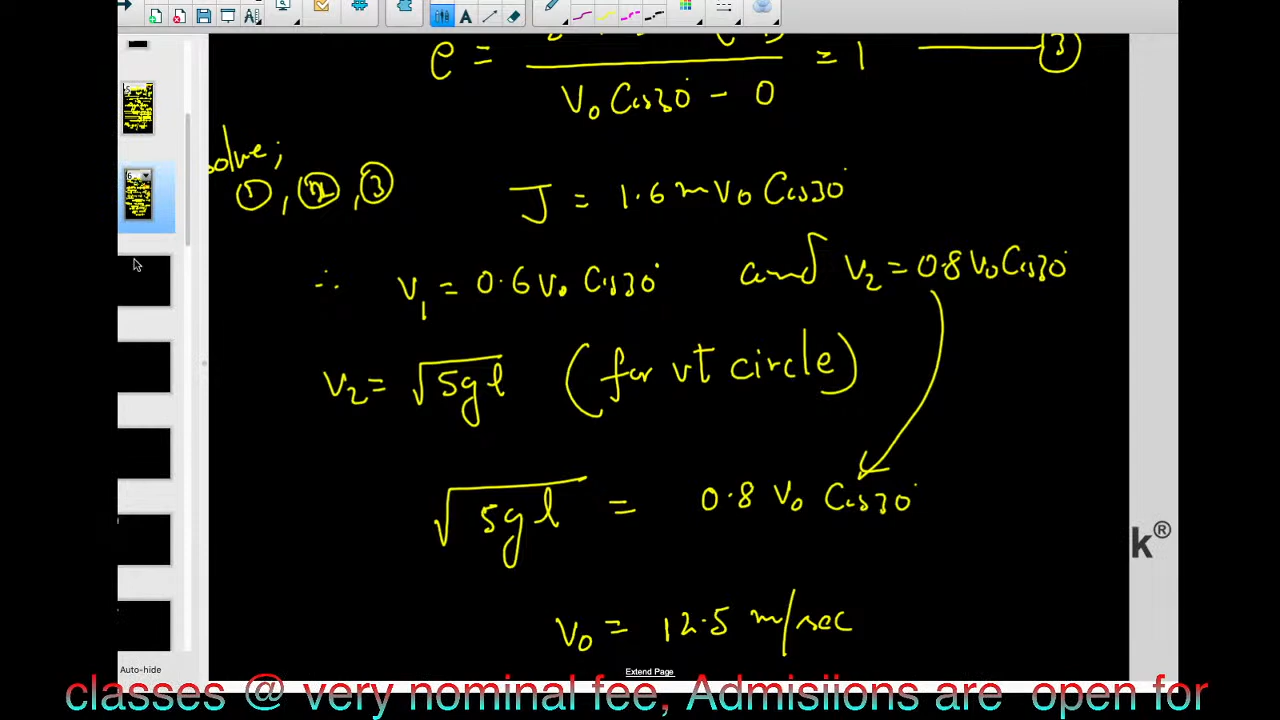 e = = 1 ③
V₀ Cos30° - 0
solve;
①, ②, ③
J = 1.6 m V₀ Cos30°
∴ V₁ = 0.6 V₀ Cos30° and V₂ = 0.8 V₀ Cos30°
V₂ = √5gl (for vt circle)
√5gl = 0.8 V₀ Cos30°
k®
V₀ = 12.5 m/sec
Auto-hide
Extend Page
classes @ very nominal fee, Admisiions are open for